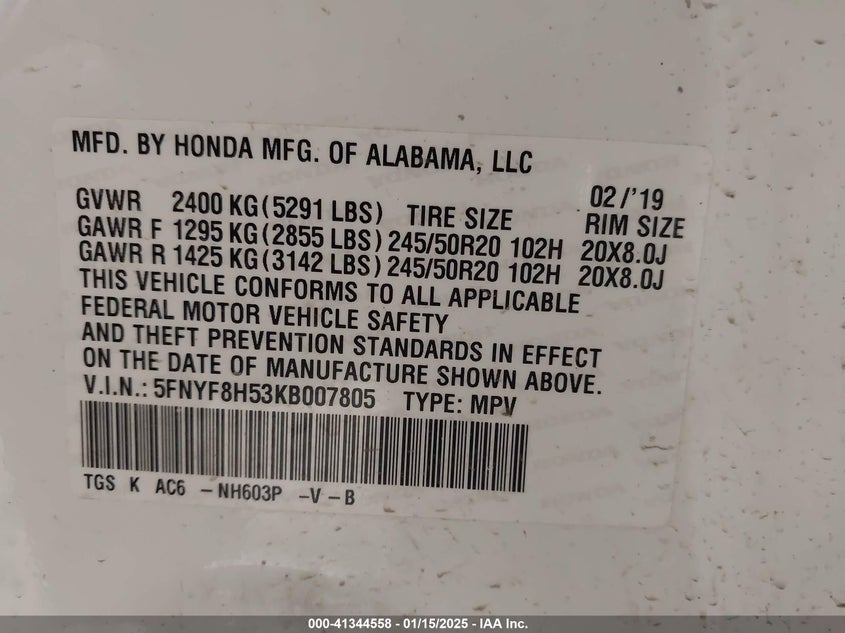 MFD. BY HONDA MFG. OF ALABAMA, LLC
02/'19
GVWR 2400 KG (5291 LBS) TIRE SIZE RIM SIZE
GAWR F 1295 KG (2855 LBS) 245/50R20 102H 20X8.0J
GAWR R 1425 KG (3142 LBS) 245/50R20 102H 20X8.0J
THIS VEHICLE CONFORMS TO ALL APPLICABLE
FEDERAL MOTOR VEHICLE SAFETY
AND THEFT PREVENTION STANDARDS IN EFFECT
ON THE DATE OF MANUFACTURE SHOWN ABOVE.
V.I.N.: 5FNYF8H53KB007805 TYPE: MPV
TGS K AC6 -NH603P -V-B
000-41344558 - 01/15/2025 - IAA Inc.